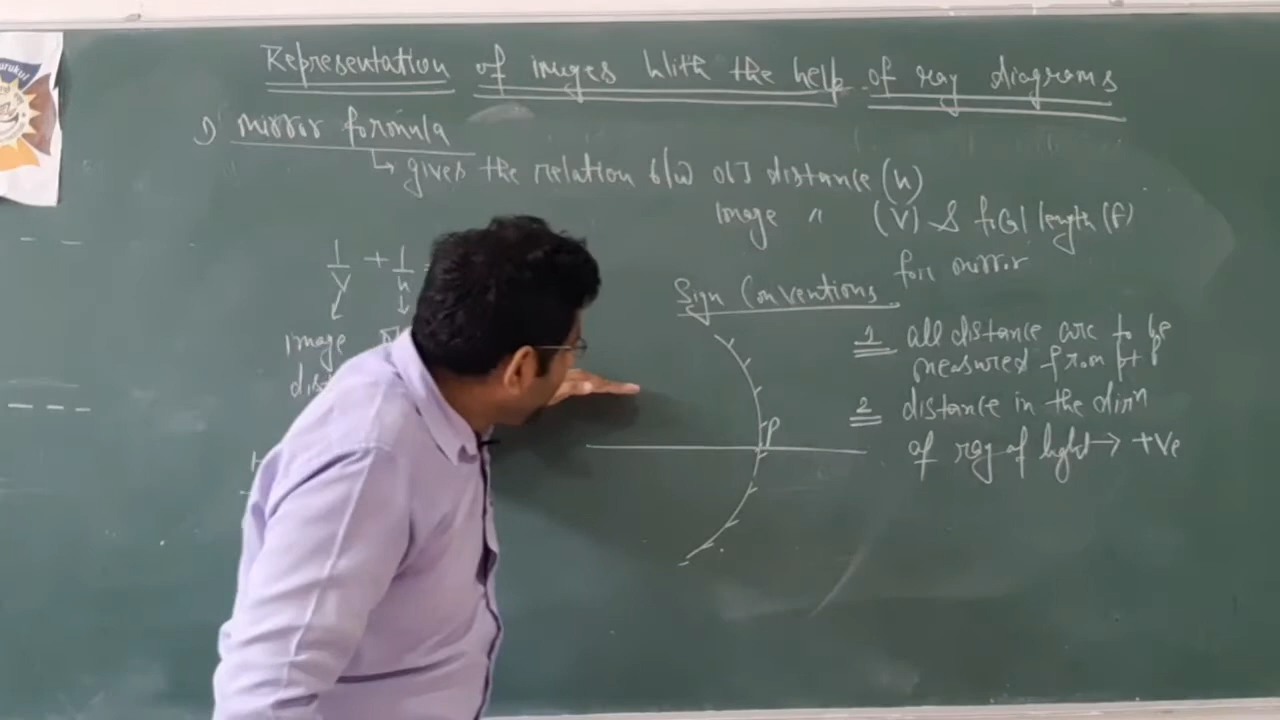 Representation of images With the help of ray diagrams
1) mirror formula
↳ gives the relation b/w obj distance (u)
image " (V) & focal length (f)
for mirror
1/V + 1/u
image
Sign Conventions
P
1 all distance are to be
measured from pt P
2 distance in the dirn
of ray of light → +ve